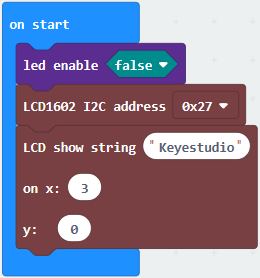 on start
led enable false
LCD1602 I2C address 0x27
LCD show string "Keyestudio"
on x: 3
y: 0